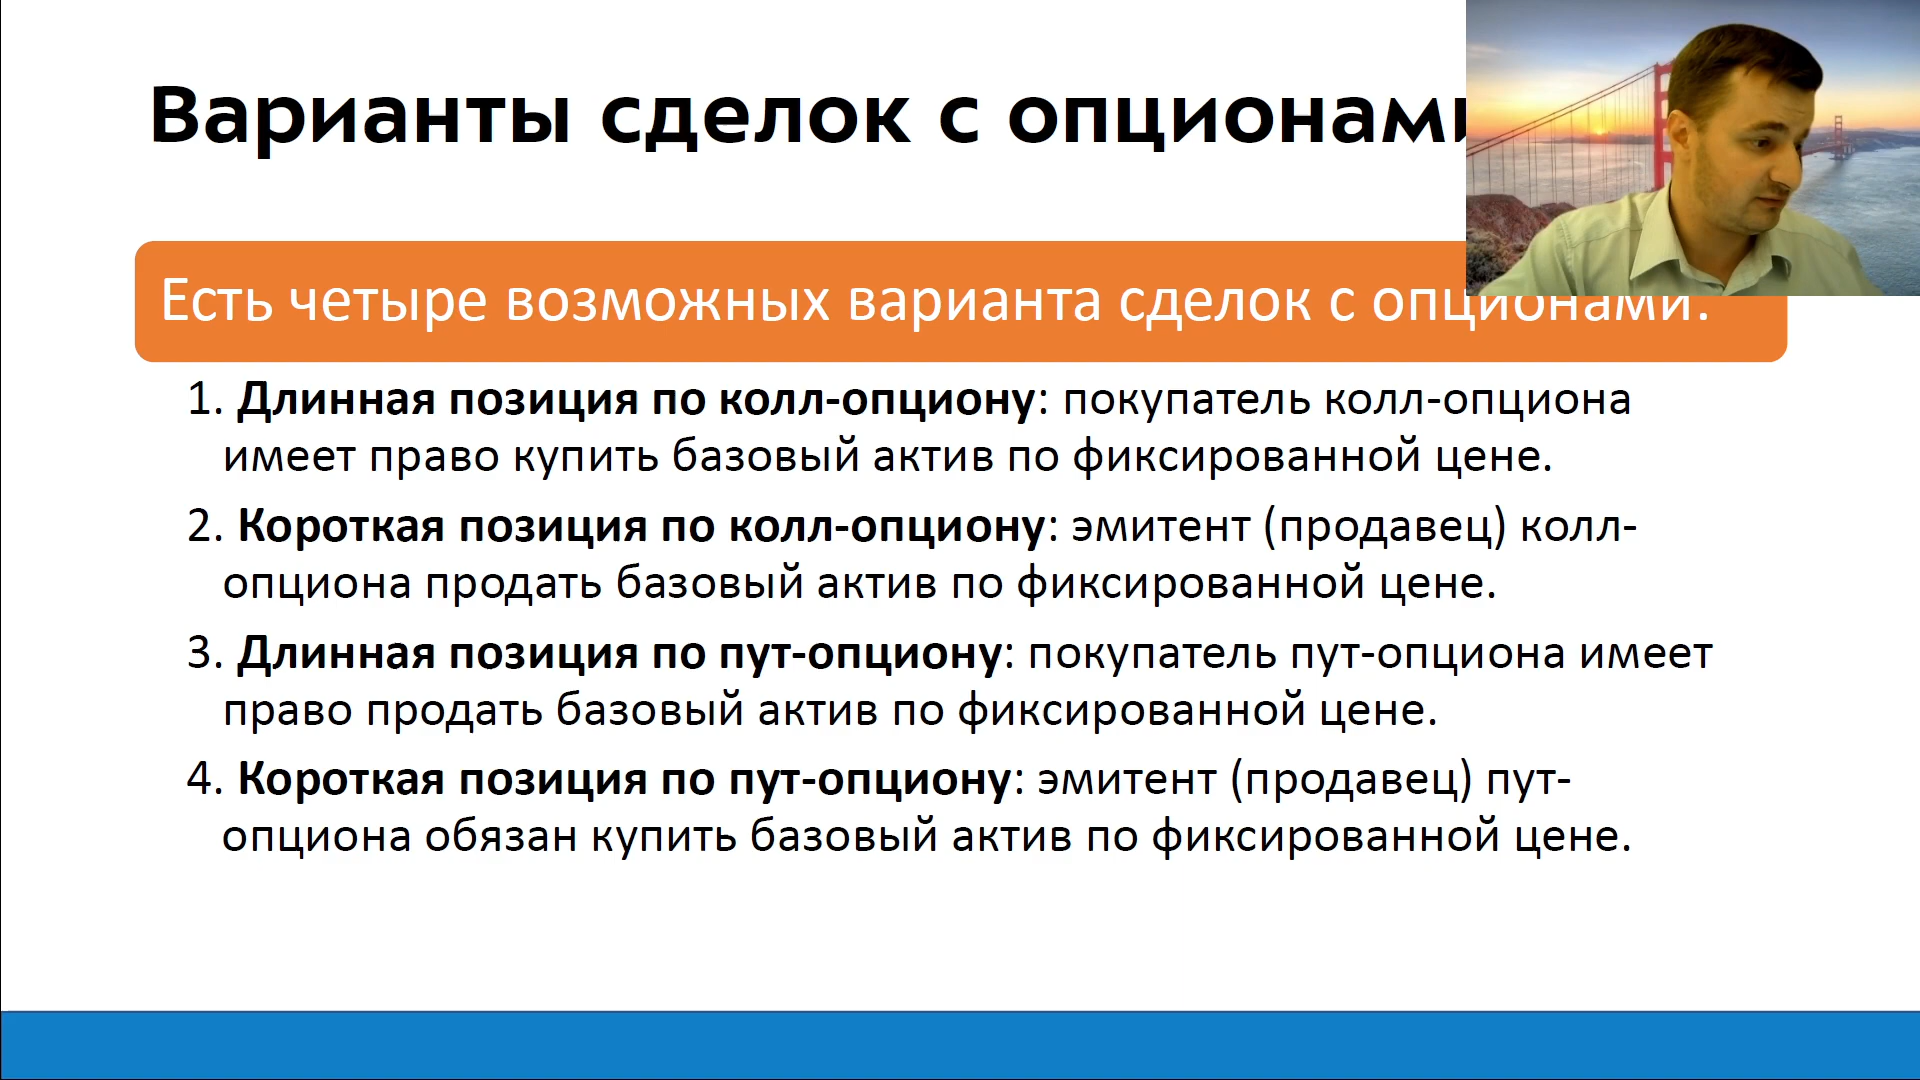 Варианты сделок с опционами
Есть четыре возможных варианта сделок с опционами.
1. Длинная позиция по колл-опциону: покупатель колл-опциона
имеет право купить базовый актив по фиксированной цене.
2. Короткая позиция по колл-опциону: эмитент (продавец) колл-
опциона продать базовый актив по фиксированной цене.
3. Длинная позиция по пут-опциону: покупатель пут-опциона имеет
право продать базовый актив по фиксированной цене.
4. Короткая позиция по пут-опциону: эмитент (продавец) пут-
опциона обязан купить базовый актив по фиксированной цене.